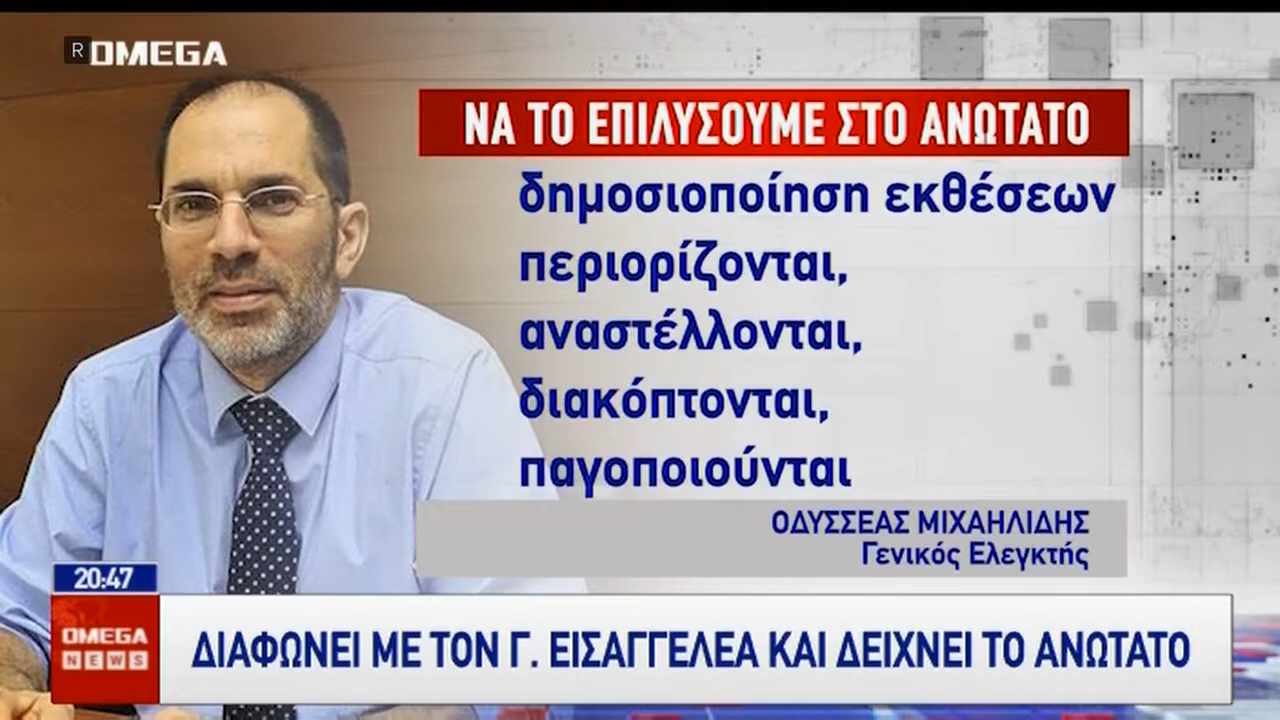 R
OMEGA
ΝΑ ΤΟ ΕΠΙΛΥΣΟΥΜΕ ΣΤΟ ΑΝΩΤΑΤΟ
δημοσιοποίηση εκθέσεων
περιορίζονται,
αναστέλλονται,
διακόπτονται,
παγοποιούνται
ΟΔΥΣΣΕΑΣ ΜΙΧΑΗΛΙΔΗΣ
Γενικός Ελεγκτής
20:47
OMEGA
NEWS
ΔΙΑΦΩΝΕΙ ΜΕ ΤΟΝ Γ. ΕΙΣΑΓΓΕΛΕΑ ΚΑΙ ΔΕΙΧΝΕΙ ΤΟ ΑΝΩΤΑΤΟ